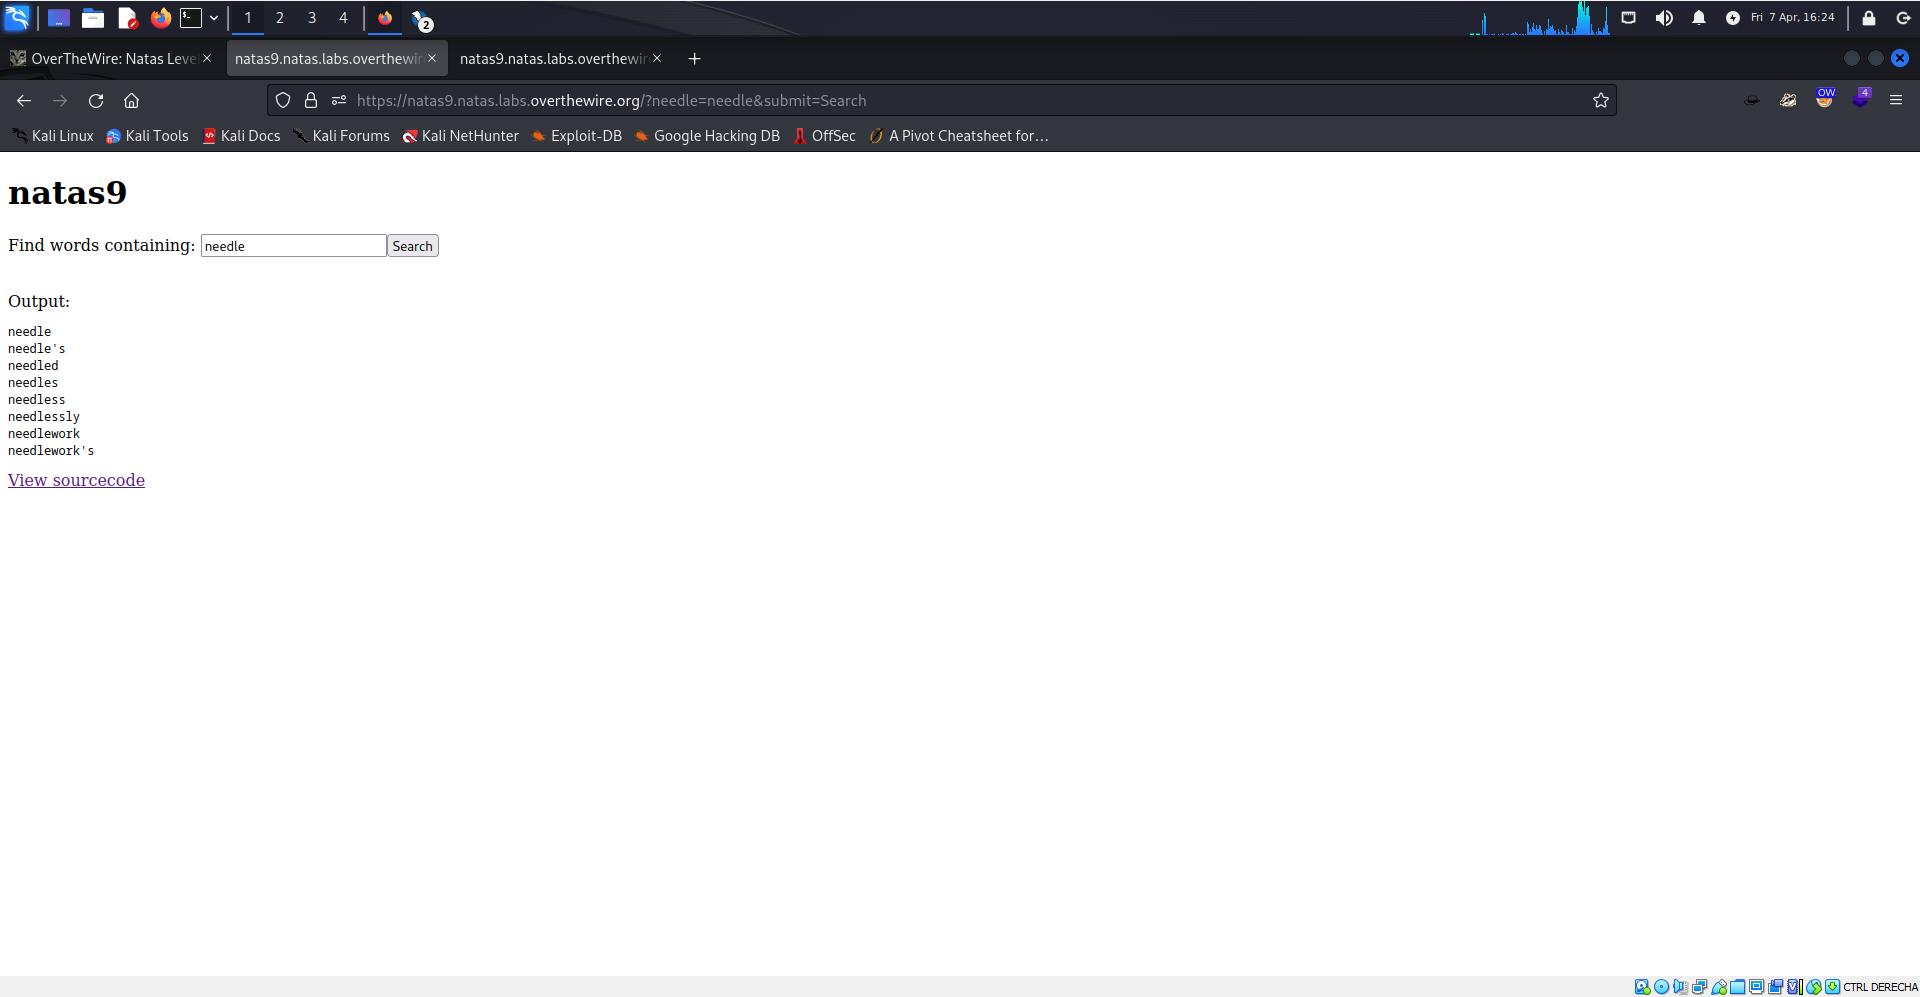 1 2 3 4 2 Fri 7 Apr, 16:24
OverTheWire: Natas Leve natas9.natas.labs.overthewir natas9.natas.labs.overthewir
https://natas9.natas.labs.overthewire.org/?needle=needle&submit=Search OW 4
Kali Linux Kali Tools Kali Docs Kali Forums Kali NetHunter Exploit-DB Google Hacking DB OffSec A Pivot Cheatsheet for…
natas9
Find words containing: needle Search
Output:
needle
needle's
needled
needles
needless
needlessly
needlework
needlework's
View sourcecode
CTRL DERECHA